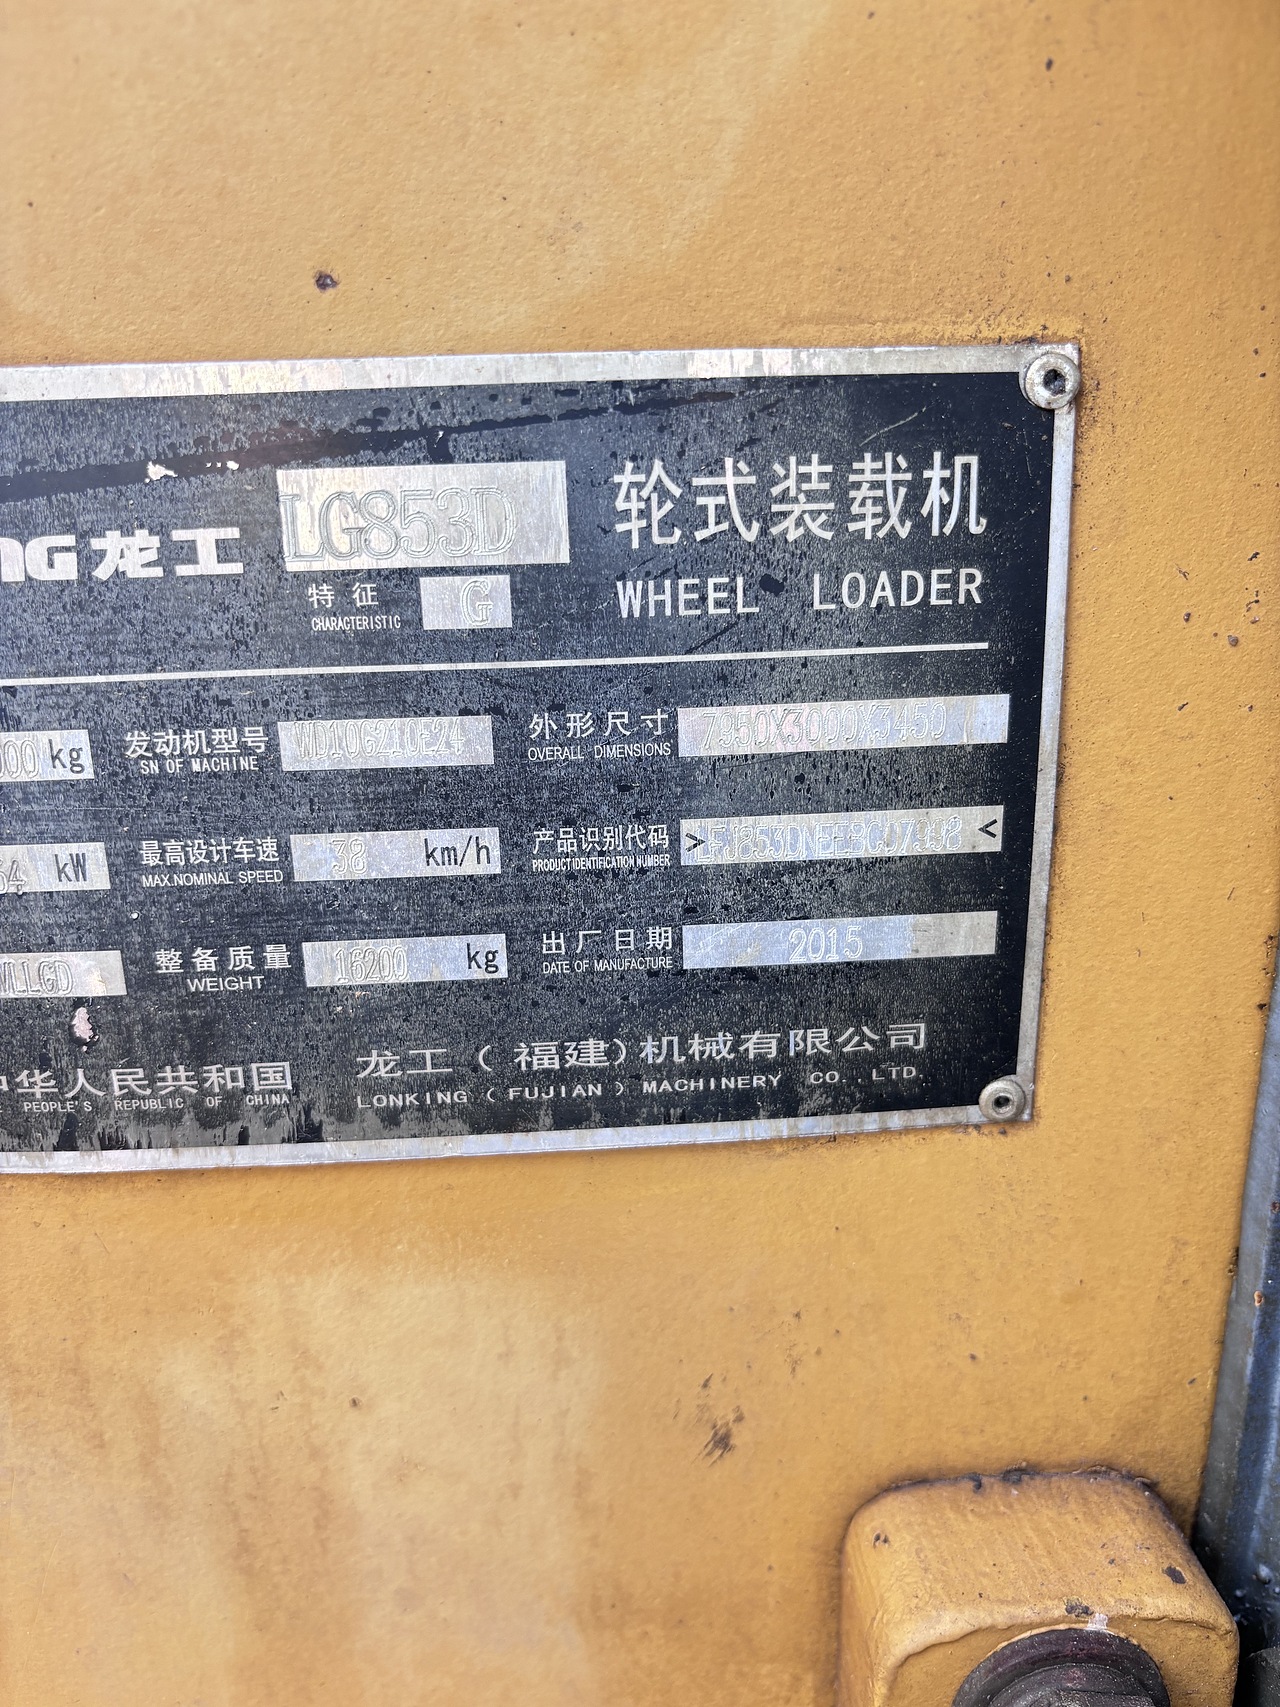 NG 龙工 LG853D 轮式装载机
特征 G WHEEL LOADER
CHARACTERISTIC
000 kg 发动机型号 WD10G210E24 外形尺寸 7950X3000X3450
SN OF MACHINE OVERALL DIMENSIONS
64 kW 最高设计车速 38 km/h 产品识别代码 > <
MAX.NOMINAL SPEED PRODUCT IDENTIFICATION NUMBER
WLLGD 整备质量 16200 kg 出厂日期 2015
WEIGHT DATE OF MANUFACTURE
中华人民共和国 龙工(福建)机械有限公司
PEOPLE'S REPUBLIC OF CHINA LONKING (FUJIAN) MACHINERY CO.,LTD.